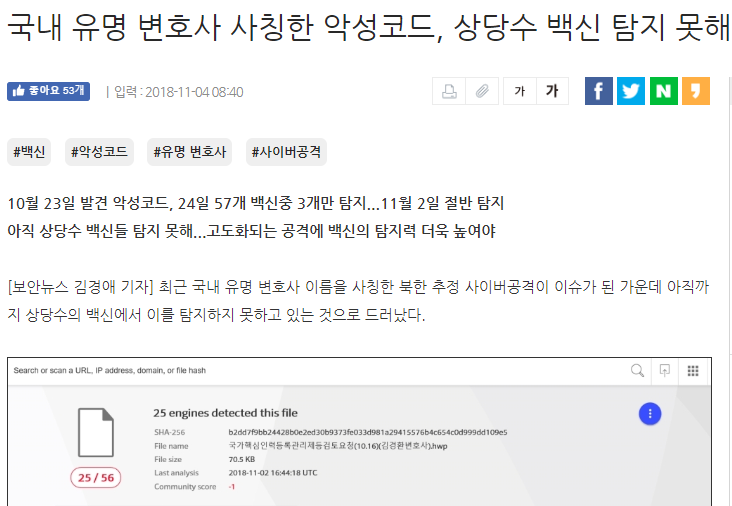 국내 유명 변호사 사칭한 악성코드, 상당수 백신 탐지 못해
좋아요 53개 | 입력 : 2018-11-04 08:40 가 가
#백신 #악성코드 #유명 변호사 #사이버공격
10월 23일 발견 악성코드, 24일 57개 백신중 3개만 탐지...11월 2일 절반 탐지
아직 상당수 백신들 탐지 못해...고도화되는 공격에 백신의 탐지력 더욱 높여야
[보안뉴스 김경애 기자] 최근 국내 유명 변호사 이름을 사칭한 북한 추정 사이버공격이 이슈가 된 가운데 아직까
지 상당수의 백신에서 이를 탐지하지 못하고 있는 것으로 드러났다.
Search or scan a URL, IP address, domain, or file hash
25 engines detected this file
SHA-256 b2dd7f9bb24428b0e2ed30b9373fe033d981a29415576b4c654c0d999dd109e5
File name 국가핵심인력등록관리제등검토요청(10.16)(김경환변호사).hwp
File size 70.5 KB
Last analysis 2018-11-02 16:44:18 UTC
Community score -1
25 / 56